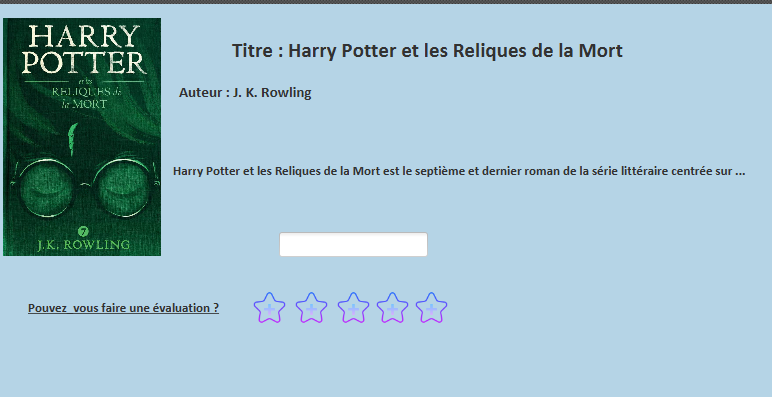 HARRY
POTTER
et les
RELIQUES de
la MORT
7
J.K. ROWLING
Titre : Harry Potter et les Reliques de la Mort
Auteur : J. K. Rowling
Harry Potter et les Reliques de la Mort est le septième et dernier roman de la série littéraire centrée sur ...
Pouvez  vous faire une évaluation ?